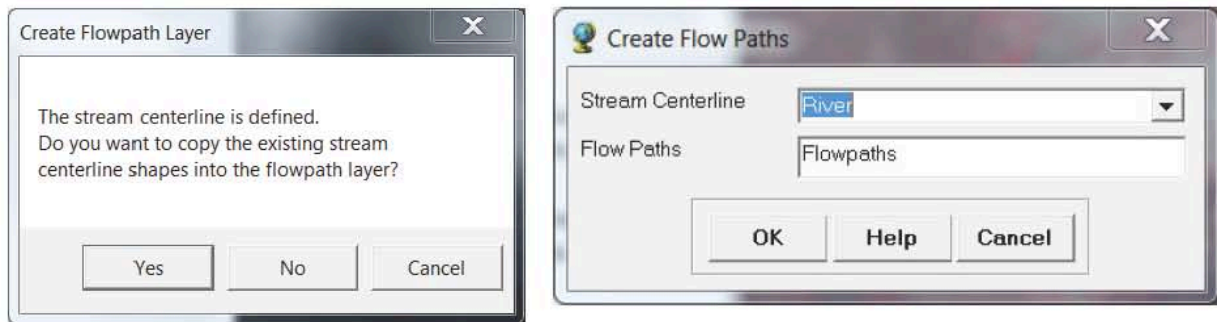 Create Flowpath Layer
The stream centerline is defined.
Do you want to copy the existing stream
centerline shapes into the flowpath layer?
Yes No Cancel
Create Flow Paths
Stream Centerline River
Flow Paths Flowpaths
OK Help Cancel